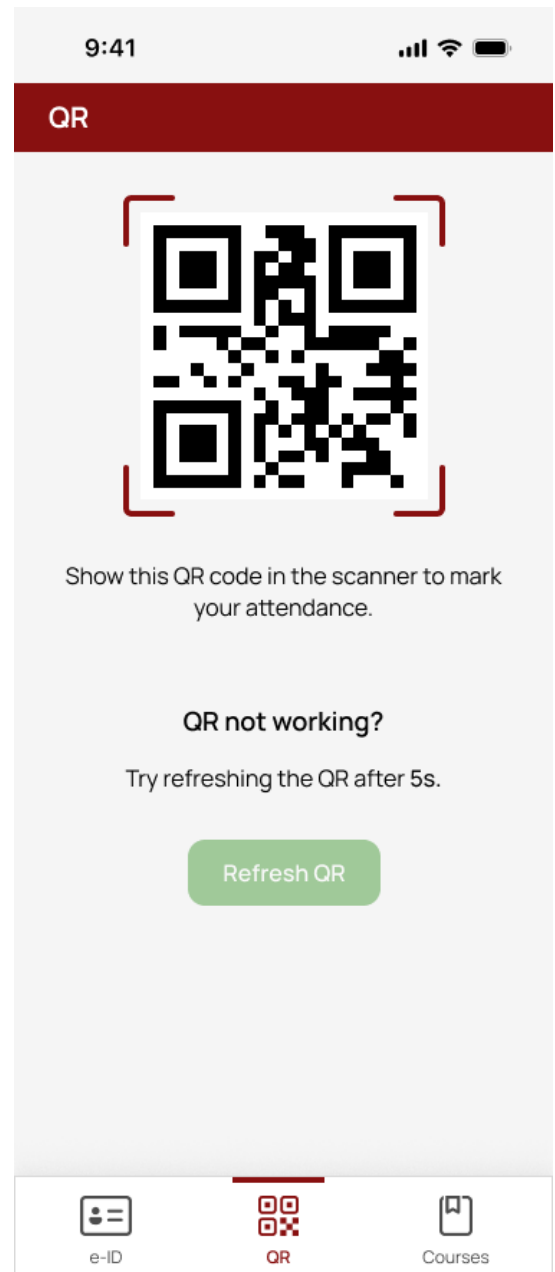 9:41
QR
Show this QR code in the scanner to mark
your attendance.
QR not working?
Try refreshing the QR after 5s.
Refresh QR
e-ID
QR
Courses